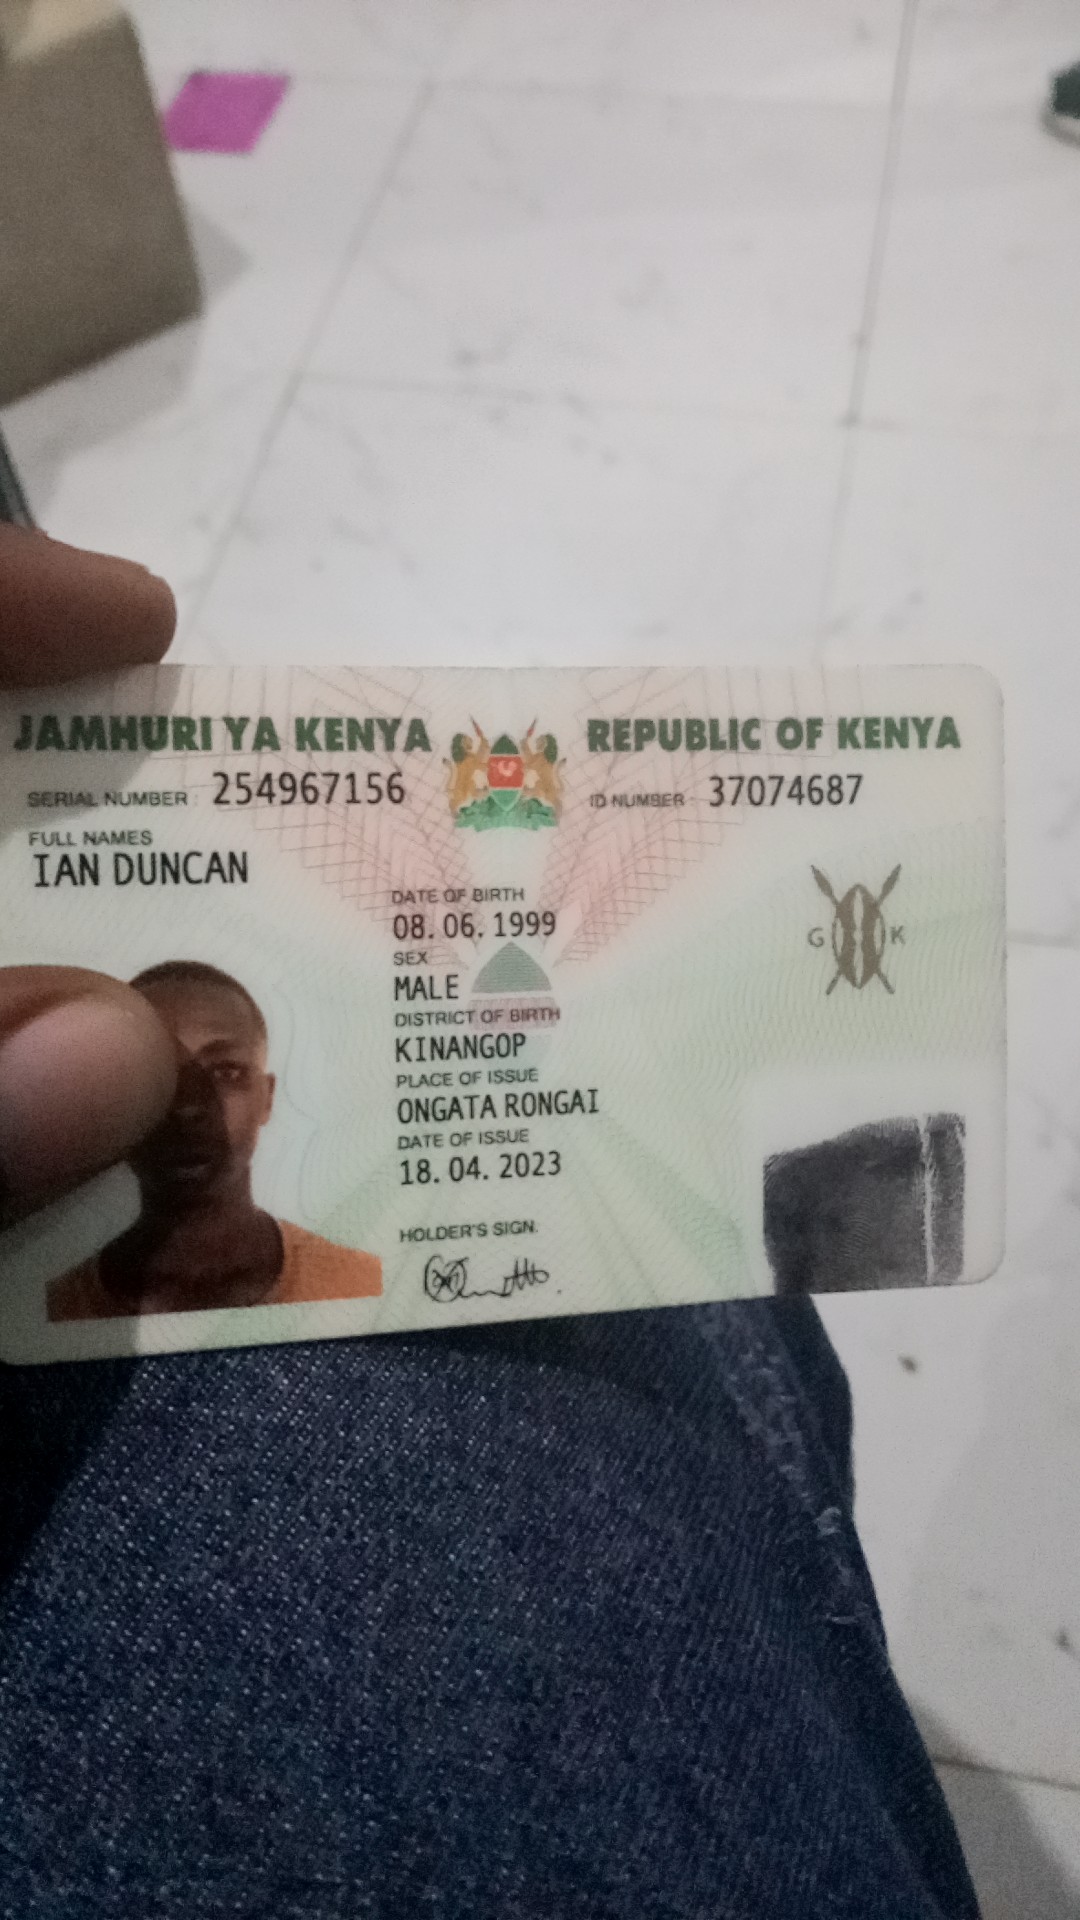 JAMHURI YA KENYA REPUBLIC OF KENYA
SERIAL NUMBER : 254967156 ID NUMBER : 37074687
FULL NAMES
IAN DUNCAN
DATE OF BIRTH
08. 06. 1999
SEX
MALE
DISTRICT OF BIRTH
KINANGOP
PLACE OF ISSUE
ONGATA RONGAI
DATE OF ISSUE
18. 04. 2023
HOLDER'S SIGN.
G K